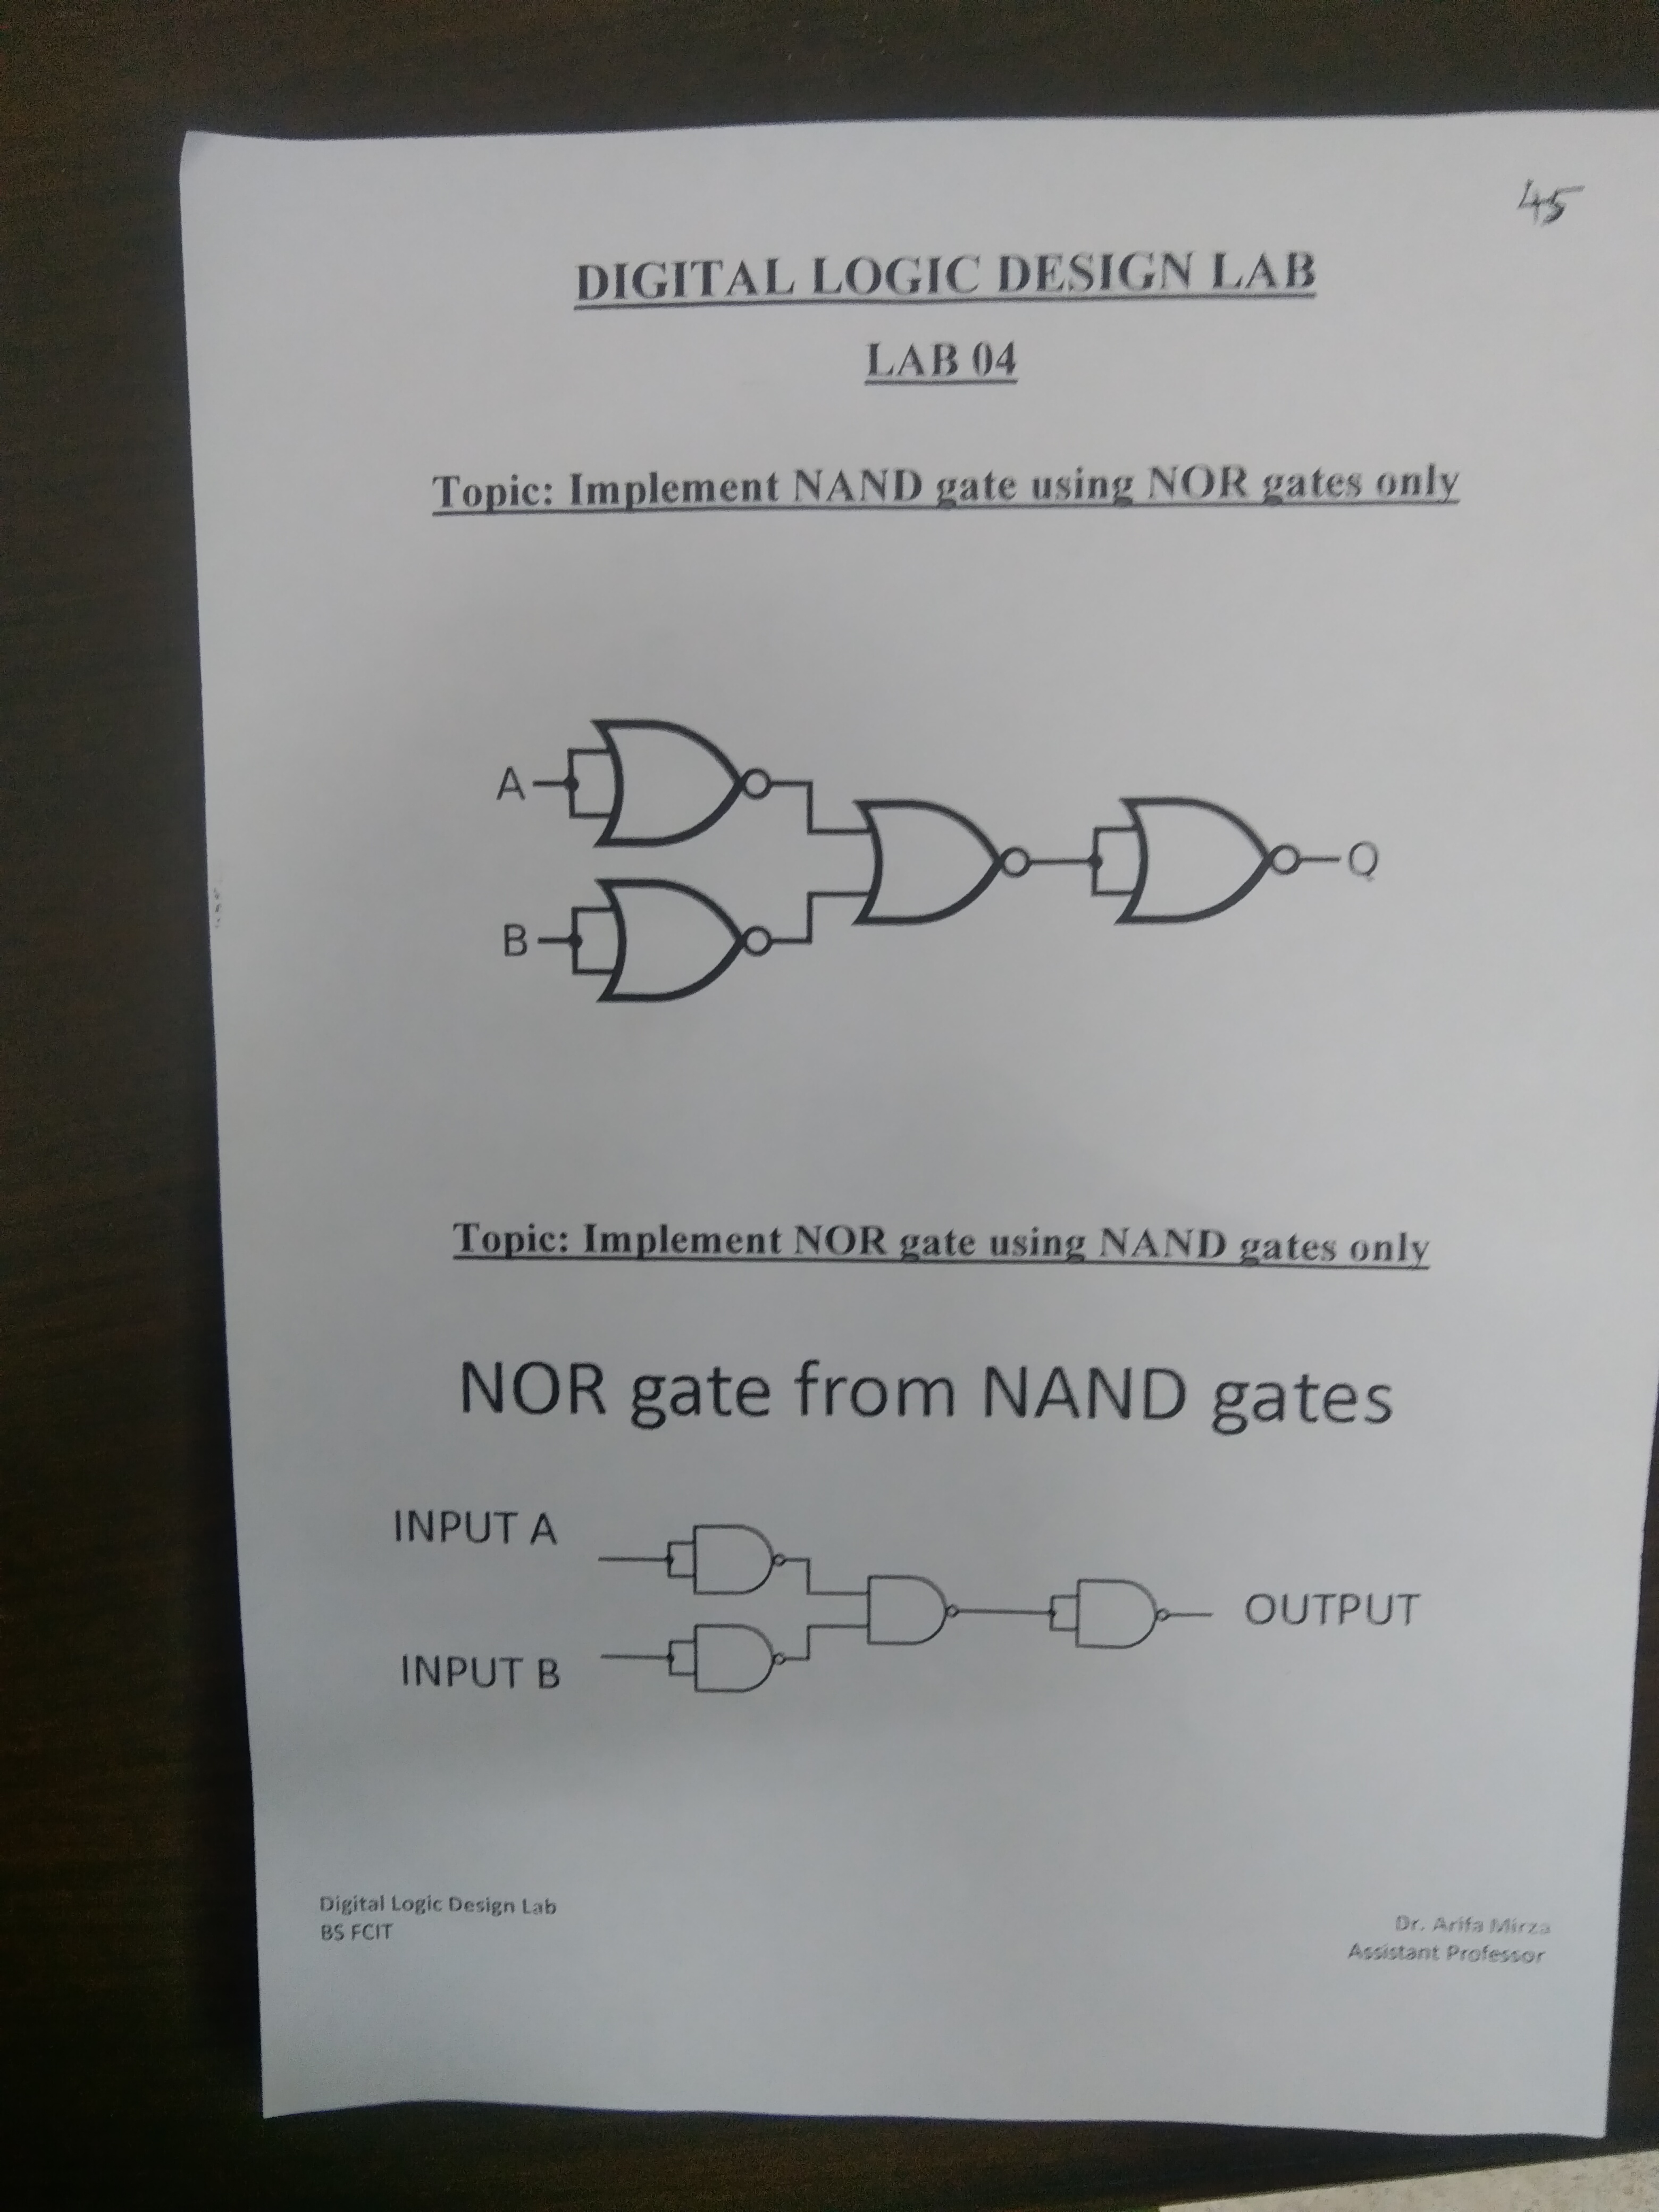 45
DIGITAL LOGIC DESIGN LAB
LAB 04
Topic: Implement NAND gate using NOR gates only
A
B
Q
Topic: Implement NOR gate using NAND gates only
NOR gate from NAND gates
INPUT A
OUTPUT
INPUT B
Digital Logic Design Lab
BS FCIT
Dr. Arifa Mirza
Assistant Professor